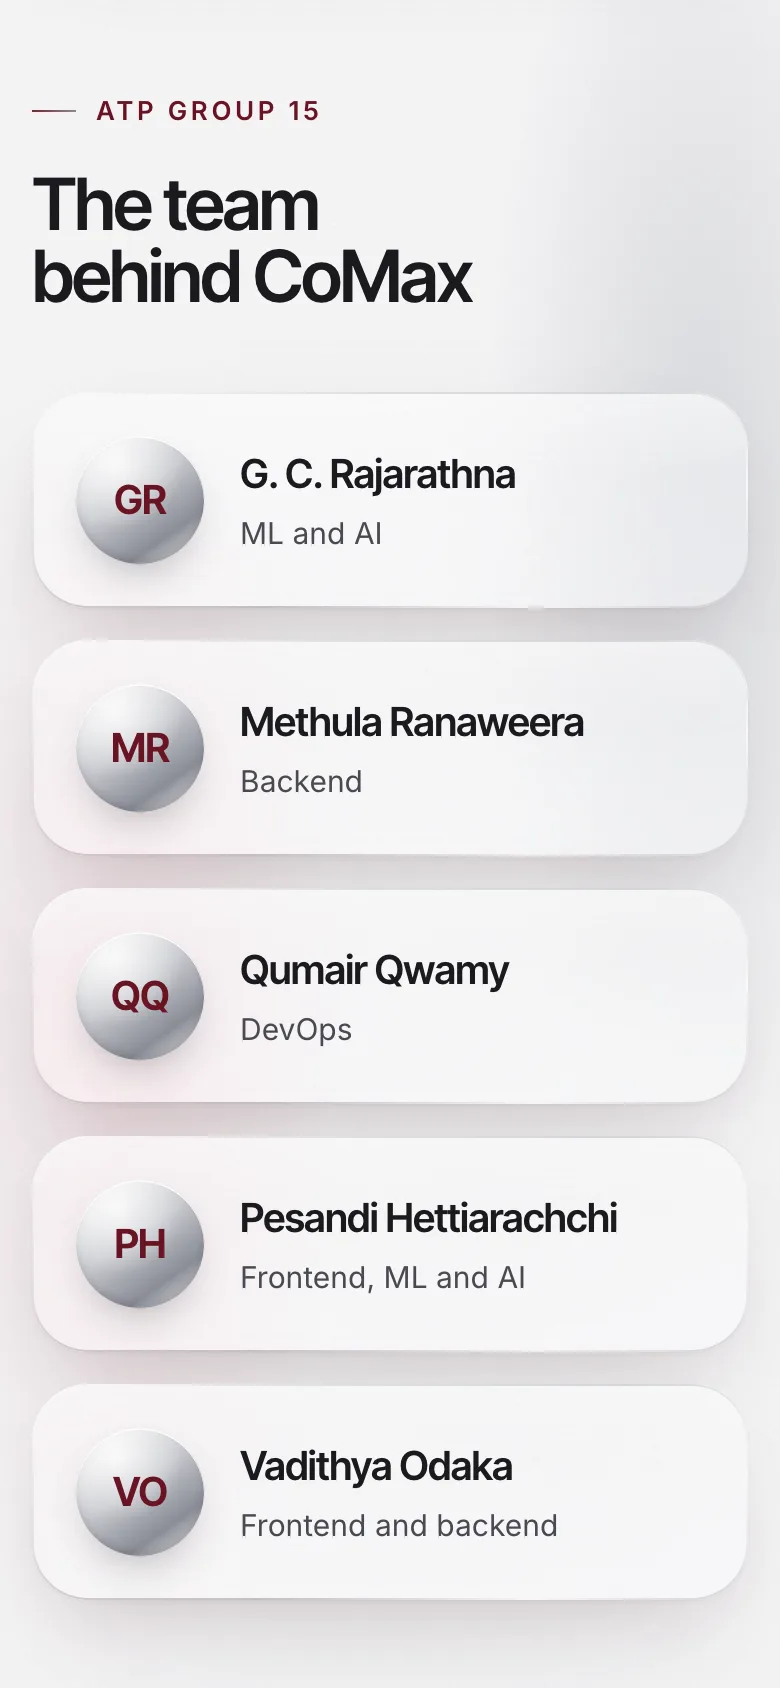 ATP GROUP 15
The team
behind CoMax
GR
G. C. Rajarathna
ML and AI
MR
Methula Ranaweera
Backend
QQ
Qumair Qwamy
DevOps
PH
Pesandi Hettiarachchi
Frontend, ML and AI
VO
Vadithya Odaka
Frontend and backend